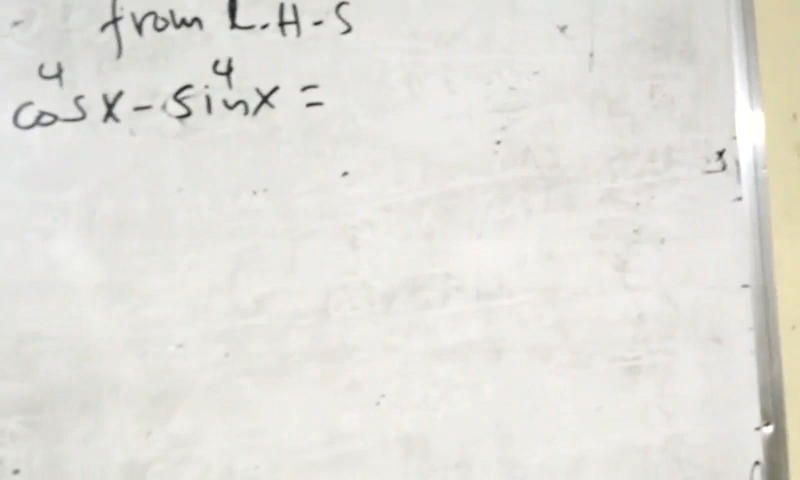 from L.H.S
cos⁴x - sin⁴x =